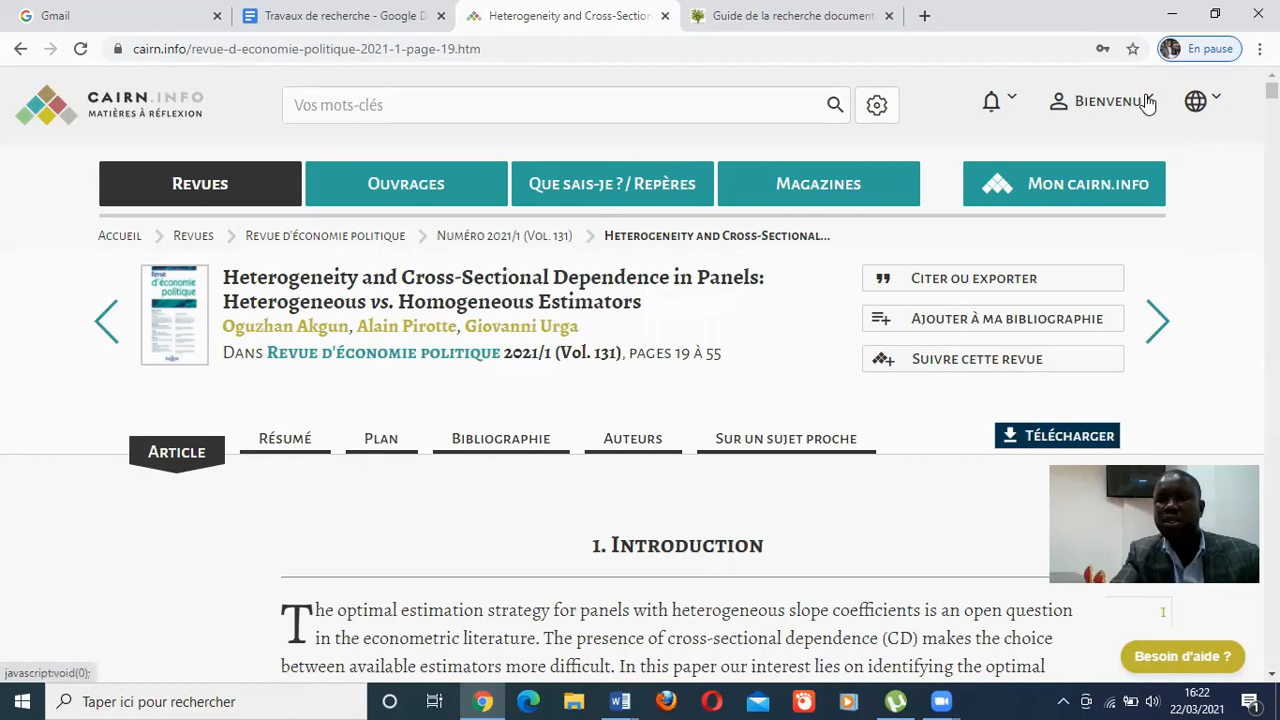 Gmail
Travaux de recherche - Google D
Heterogeneity and Cross-Section
Guide de la recherche document
cairn.info/revue-d-economie-politique-2021-1-page-19.htm
En pause
CAIRN.INFO
MATIÈRES À RÉFLEXION
Vos mots-clés
BIENVENU
REVUES
OUVRAGES
QUE SAIS-JE ? / REPÈRES
MAGAZINES
MON CAIRN.INFO
ACCUEIL
REVUES
REVUE D'ÉCONOMIE POLITIQUE
NUMÉRO 2021/1 (VOL. 131)
HETEROGENEITY AND CROSS-SECTIONAL...
Revue d'économie politique
Heterogeneity and Cross-Sectional Dependence in Panels:
Heterogeneous vs. Homogeneous Estimators
Oguzhan Akgun, Alain Pirotte, Giovanni Urga
DANS REVUE D'ÉCONOMIE POLITIQUE 2021/1 (Vol. 131), PAGES 19 À 55
CITER OU EXPORTER
AJOUTER À MA BIBLIOGRAPHIE
SUIVRE CETTE REVUE
ARTICLE
RÉSUMÉ
PLAN
BIBLIOGRAPHIE
AUTEURS
SUR UN SUJET PROCHE
TÉLÉCHARGER
1. INTRODUCTION
The optimal estimation strategy for panels with heterogeneous slope coefficients is an open question
in the econometric literature. The presence of cross-sectional dependence (CD) makes the choice
between available estimators more difficult. In this paper our interest lies on identifying the optimal
1
Besoin d'aide ?
javascript:void(0);
Taper ici pour rechercher
16:22
22/03/2021
1